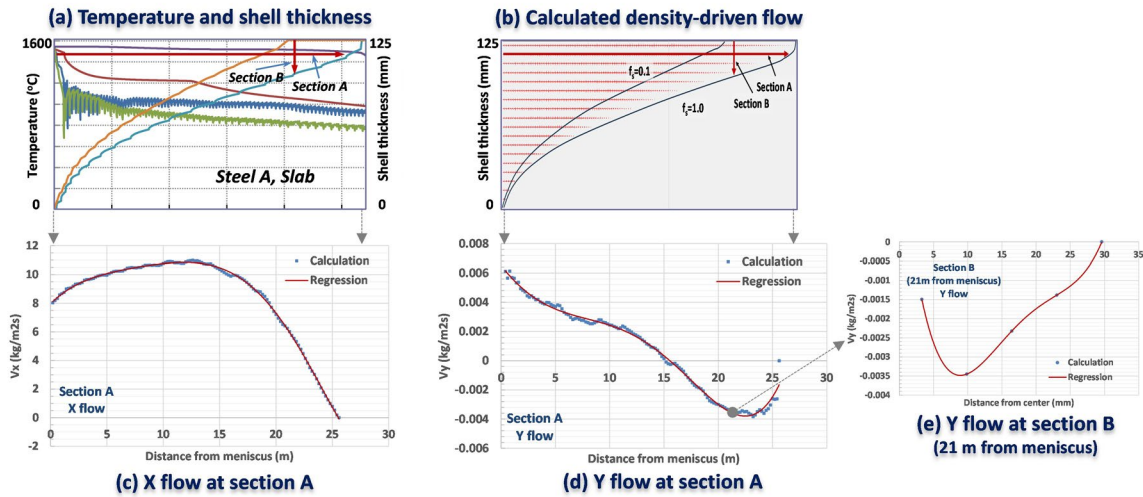 (a) Temperature and shell thickness
1600
125
Temperature (ºC)
Shell thickness (mm)
Section B
Section A
Steel A, Slab
0
0
(b) Calculated density-driven flow
125
Shell thickness (mm)
fs=0.1
Section A
Section B
fs=1.0
0
12
10
8
6
4
2
0
-2
Vx (kg/m2s)
Calculation
Regression
Section A
X flow
0
5
10
15
20
25
30
Distance from meniscus (m)
(c) X flow at section A
0.008
0.006
0.004
0.002
0
-0.002
-0.004
-0.006
Vy (kg/m2s)
Calculation
Regression
0
5
10
15
20
25
30
Section A
Y flow
Distance from meniscus (m)
(d) Y flow at section A
0
5
10
15
20
25
30
35
0
-0.0005
-0.001
-0.0015
-0.002
-0.0025
-0.003
-0.0035
-0.004
Vy (kg/m2s)
Section B
(21m from meniscus)
Y flow
Calculation
Regression
Distance from center (mm)
(e) Y flow at section B
(21 m from meniscus)